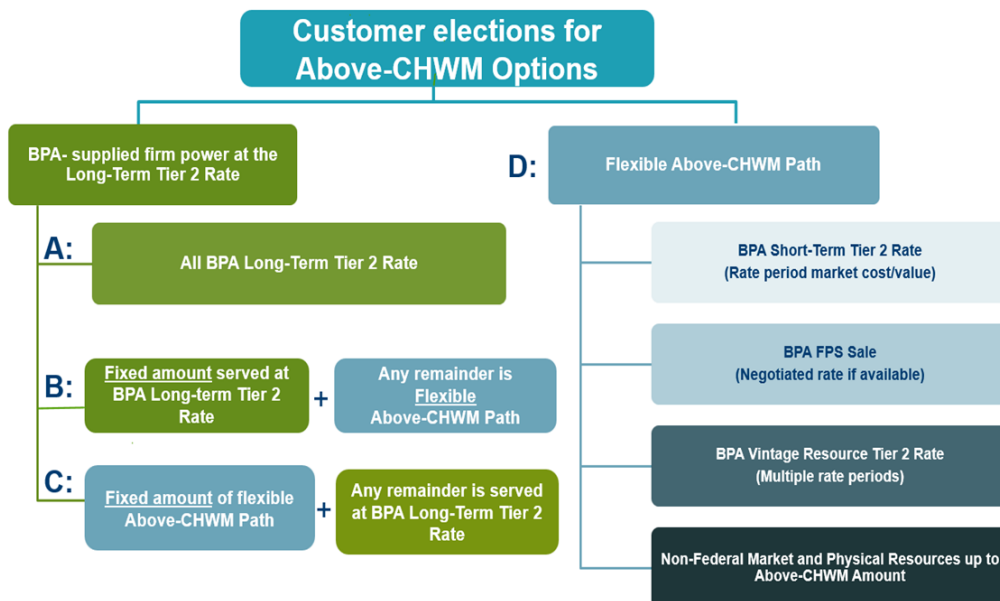 Customer elections for
Above-CHWM Options
BPA- supplied firm power at the
Long-Term Tier 2 Rate
A:
All BPA Long-Term Tier 2 Rate
B:
Fixed amount served at
BPA Long-term Tier 2
Rate
+
Any remainder is
Flexible
Above-CHWM Path
C:
Fixed amount of flexible
Above-CHWM Path
+
Any remainder is served
at BPA Long-Term Tier 2
Rate
D:
Flexible Above-CHWM Path
BPA Short-Term Tier 2 Rate
(Rate period market cost/value)
BPA FPS Sale
(Negotiated rate if available)
BPA Vintage Resource Tier 2 Rate
(Multiple rate periods)
Non-Federal Market and Physical Resources up to
Above-CHWM Amount